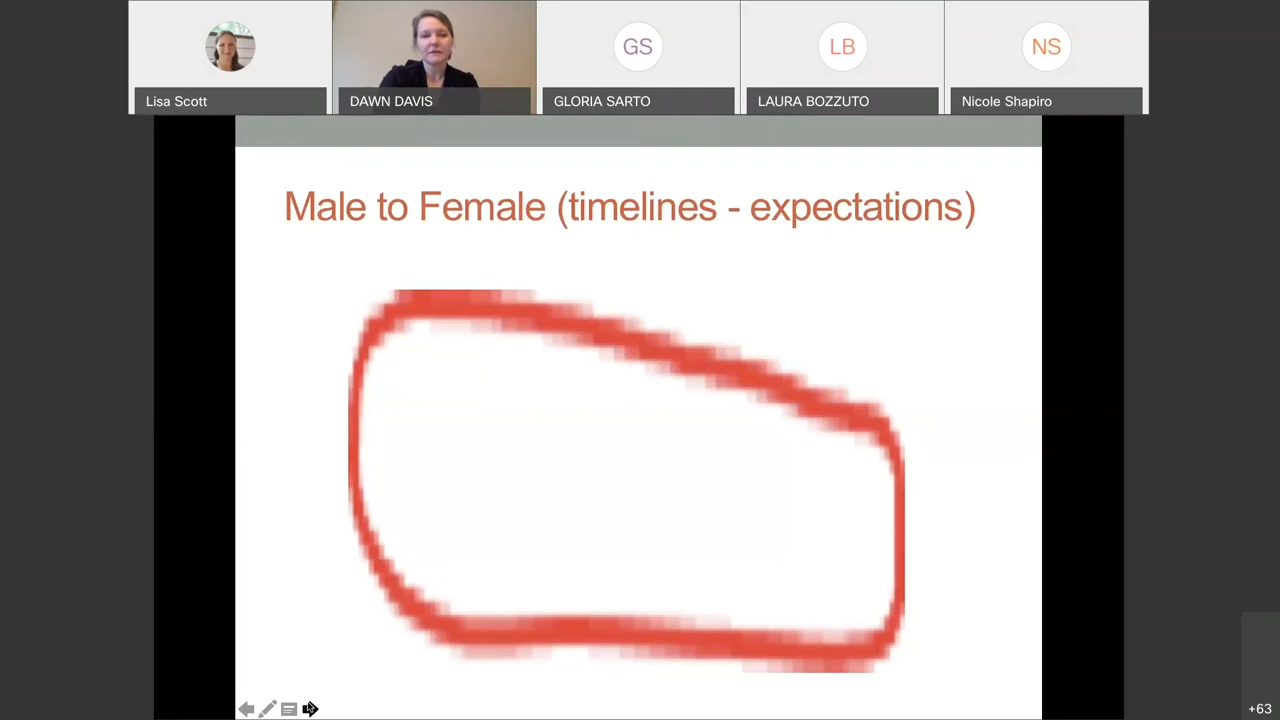 GS
LB
NS
Lisa Scott
DAWN DAVIS
GLORIA SARTO
LAURA BOZZUTO
Nicole Shapiro
Male to Female (timelines - expectations)
+63